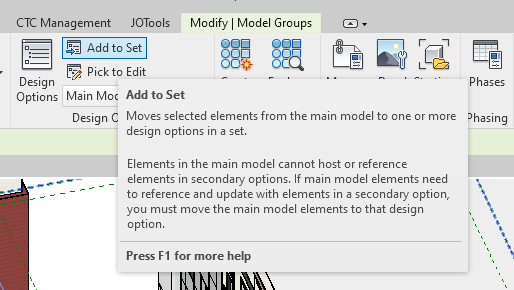 CTC Management JOTools Modify | Model Groups
Add to Set
Pick to Edit
Design
Options
Main Mod
Design O
Phases
Phasing
Add to Set
Moves selected elements from the main model to one or more
design options in a set.
Elements in the main model cannot host or reference
elements in secondary options. If main model elements need
to reference and update with elements in a secondary option,
you must move the main model elements to that design
option.
Press F1 for more help